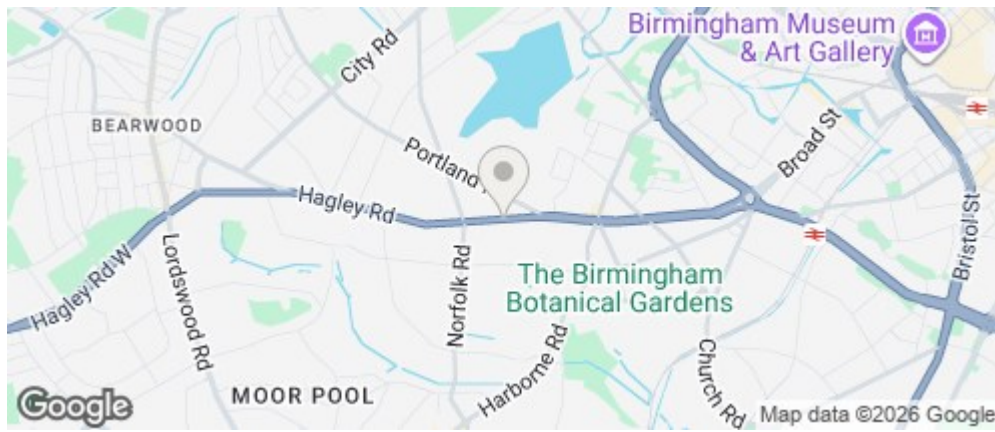 Birmingham Museum
& Art Gallery
City Rd
BEARWOOD
Broad St
Portland
Hagley Rd
Bristol St
Hagley Rd W
Lordswood Rd
Norfolk Rd
The Birmingham
Botanical Gardens
Harborne Rd
Church Rd
MOOR POOL
Google
Map data ©2026 Google